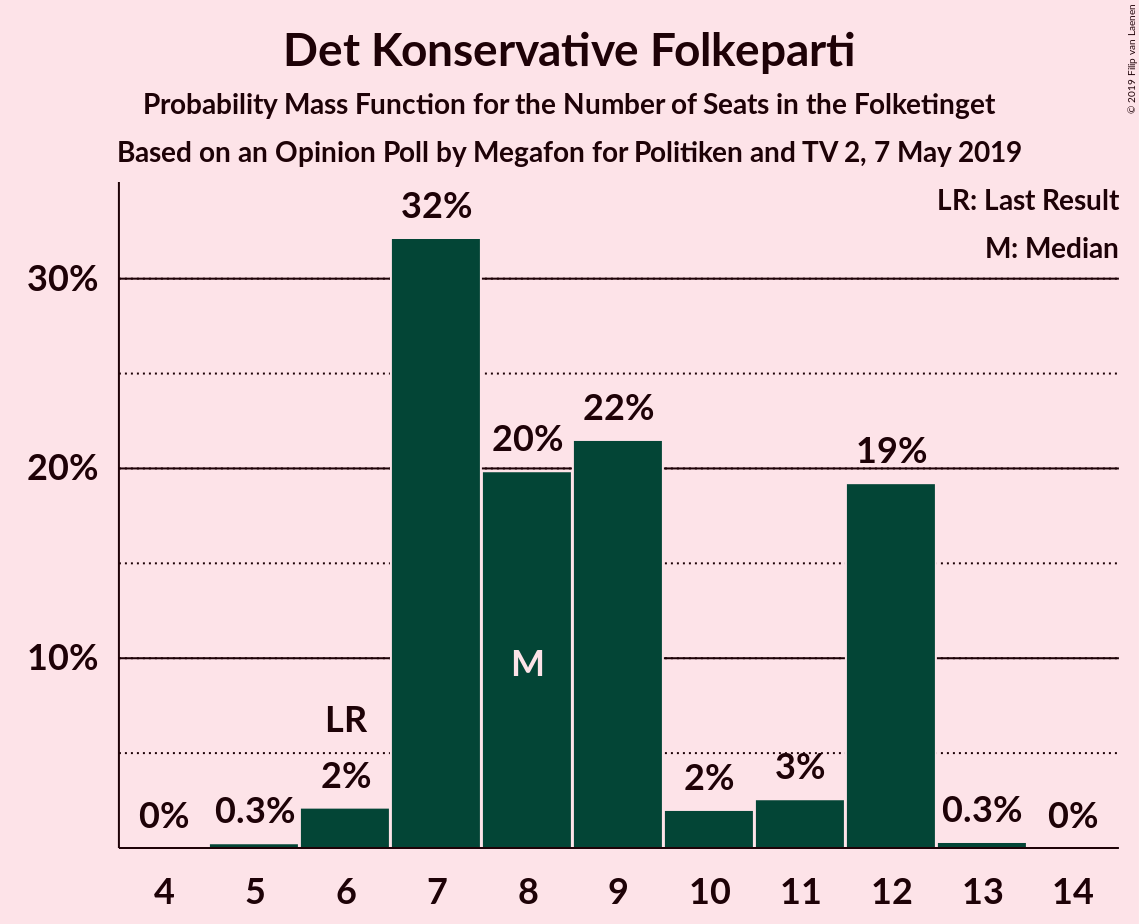 Det Konservative Folkeparti
Probability Mass Function for the Number of Seats in the Folketinget
Based on an Opinion Poll by Megafon for Politiken and TV 2, 7 May 2019
© 2019 Filip van Laenen
LR: Last Result
M: Median
30%
20%
10%
0%
0.3%
LR
2%
32%
20%
M
22%
2%
3%
19%
0.3%
0%
4 5 6 7 8 9 10 11 12 13 14